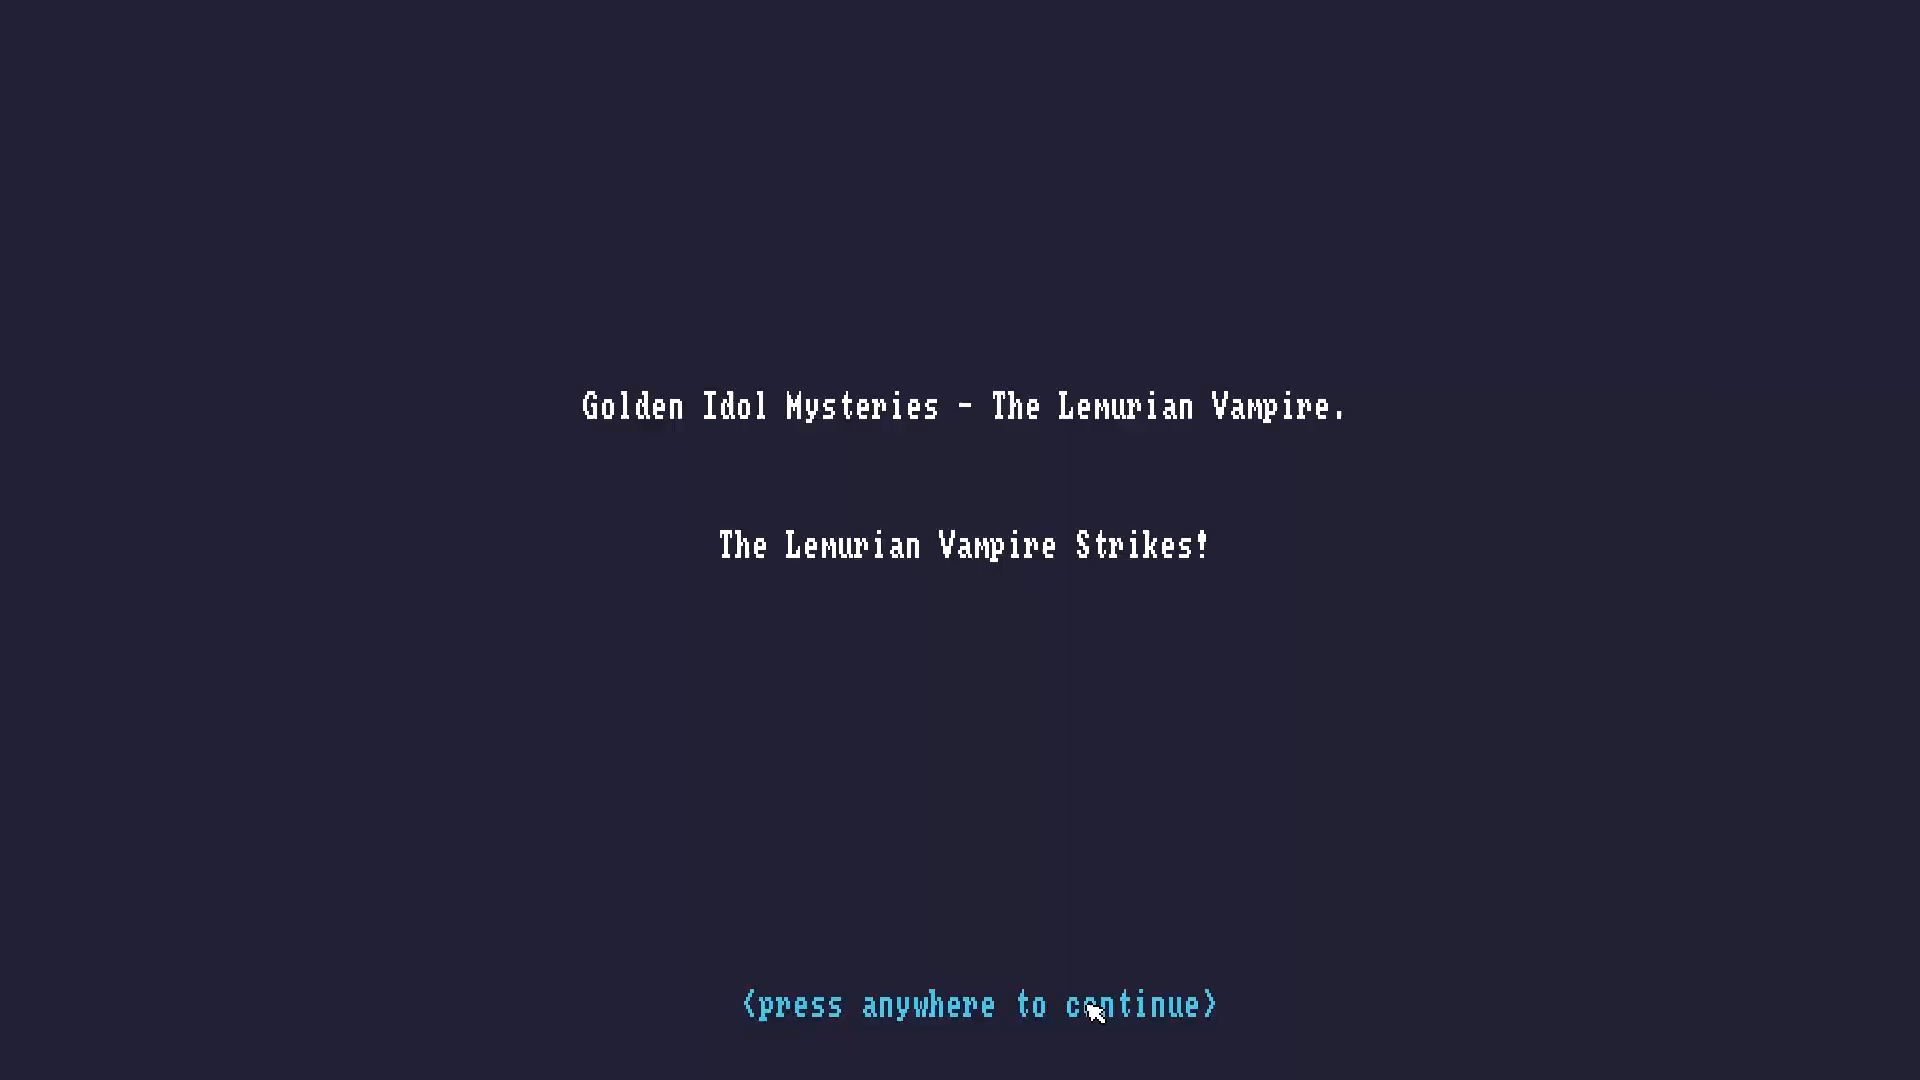 Golden Idol Mysteries - The Lemurian Vampire.
The Lemurian Vampire Strikes!
<press anywhere to continue>